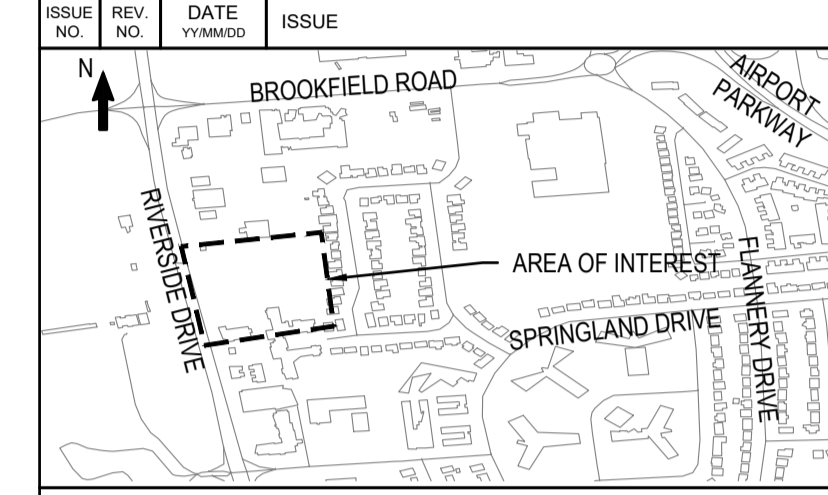 ISSUE NO.
REV. NO.
DATE
YY/MM/DD
ISSUE
N
BROOKFIELD ROAD
AIRPORT
PARKWAY
RIVERSIDE DRIVE
AREA OF INTEREST
FLANNERY DRIVE
SPRINGLAND DRIVE